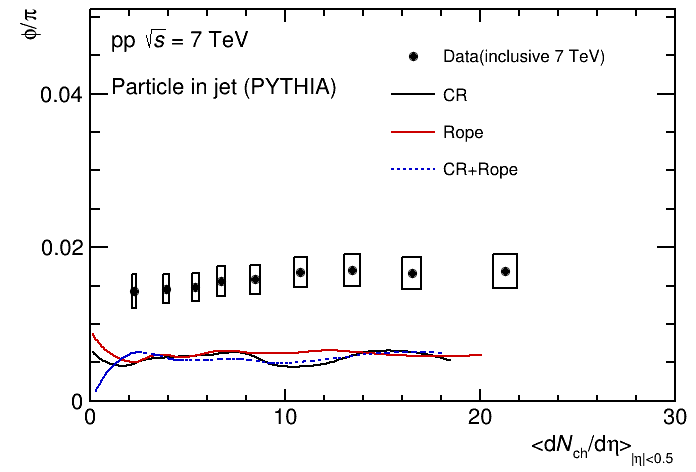 ϕ/π
pp √s = 7 TeV
Particle in jet (PYTHIA)
Data(inclusive 7 TeV)
CR
Rope
CR+Rope
0.04
0.02
0
0 10 20 30
<dN_ch/dη>_|η|<0.5